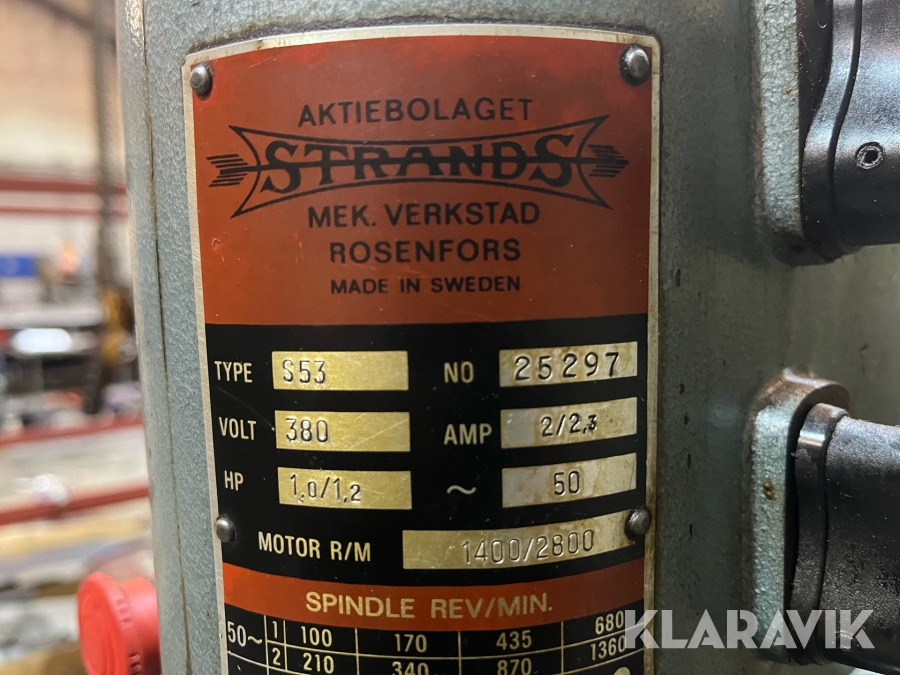 AKTIEBOLAGET
STRANDS
MEK. VERKSTAD
ROSENFORS
MADE IN SWEDEN
TYPE S53 NO 25297
VOLT 380 AMP 2/2,3
HP 1,0/1,2 ~ 50
MOTOR R/M 1400/2800
SPINDLE REV/MIN.
50~ 1 100 170 435 680
2 210 340 870 1360
KLARAVIK